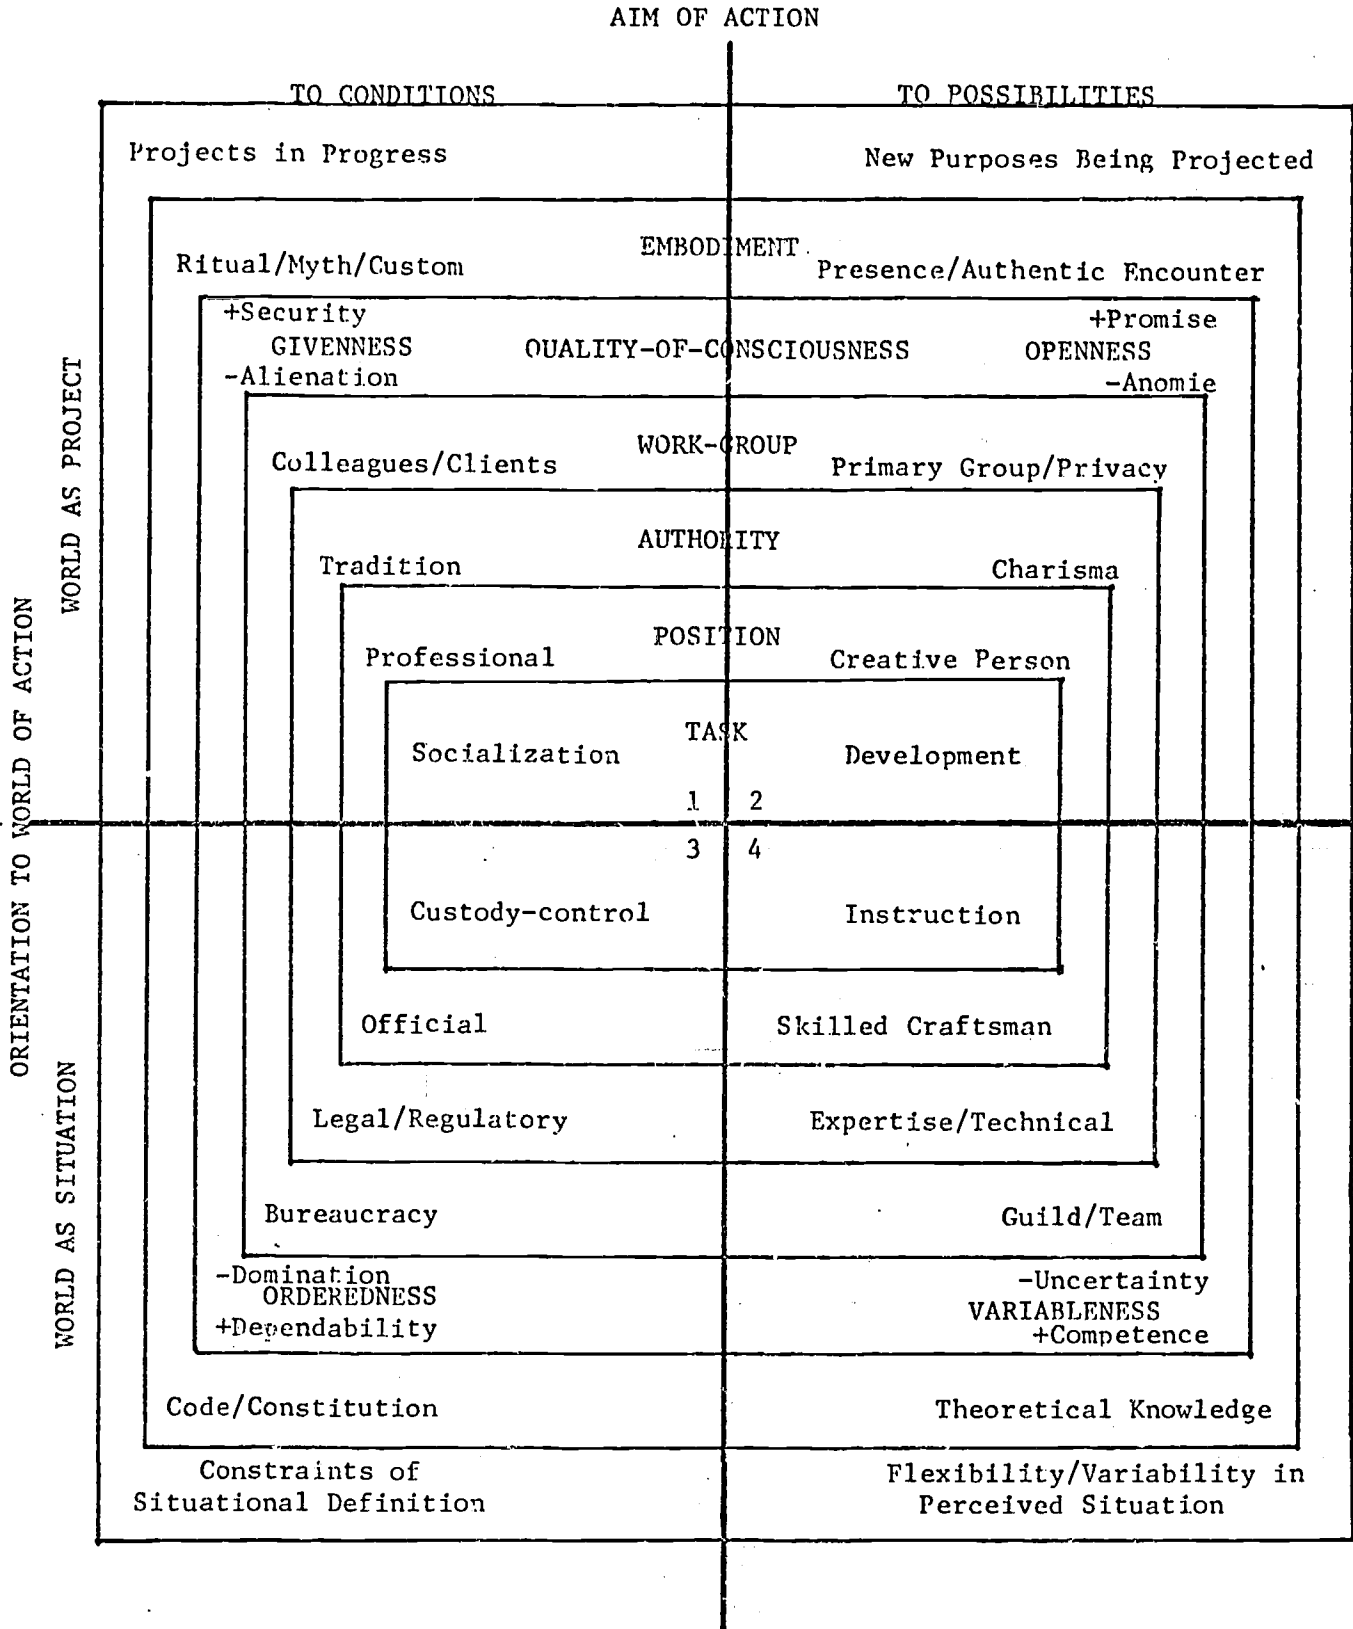 AIM OF ACTION
TO CONDITIONS TO POSSIBILITIES
Projects in Progress New Purposes Being Projected
EMBODIMENT
Ritual/Myth/Custom Presence/Authentic Encounter
+Security +Promise
GIVENNESS QUALITY-OF-CONSCIOUSNESS OPENNESS
-Alienation -Anomie
WORK-GROUP
Colleagues/Clients Primary Group/Privacy
AUTHORITY
Tradition Charisma
POSITION
Professional Creative Person
TASK
Socialization Development
1 2
3 4
Custody-control Instruction
Official Skilled Craftsman
Legal/Regulatory Expertise/Technical
Bureaucracy Guild/Team
-Domination -Uncertainty
ORDEREDNESS VARIABLENESS
+Dependability +Competence
Code/Constitution Theoretical Knowledge
Constraints of Flexibility/Variability in
Situational Definition Perceived Situation
ORIENTATION TO WORLD OF ACTION
WORLD AS PROJECT
WORLD AS SITUATION